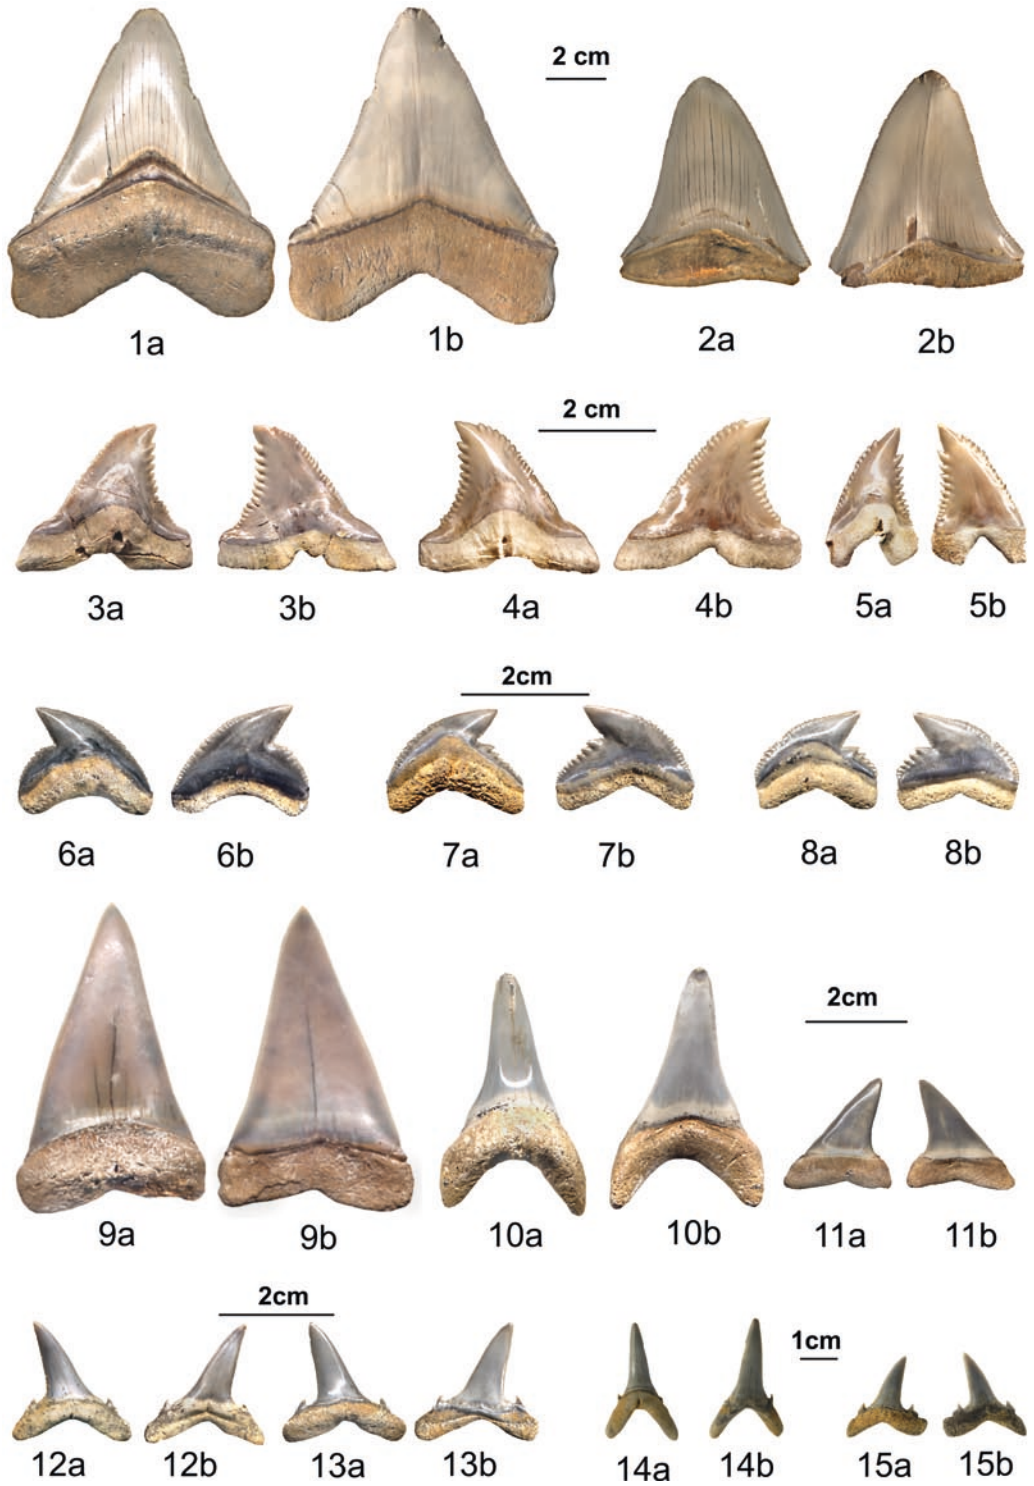 2 cm
1a 1b 2a 2b
2 cm
3a 3b 4a 4b 5a 5b
2cm
6a 6b 7a 7b 8a 8b
2cm
9a 9b 10a 10b 11a 11b
2cm
1cm
12a 12b 13a 13b 14a 14b 15a 15b